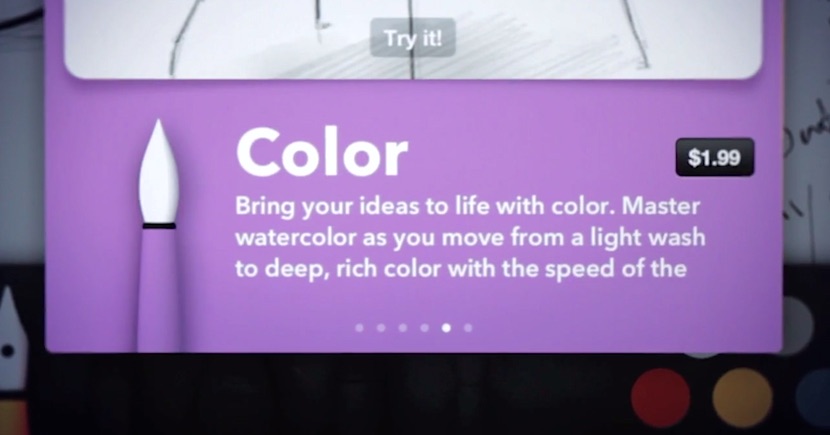 Try it!
Color
$1.99
Bring your ideas to life with color. Master
watercolor as you move from a light wash
to deep, rich color with the speed of the